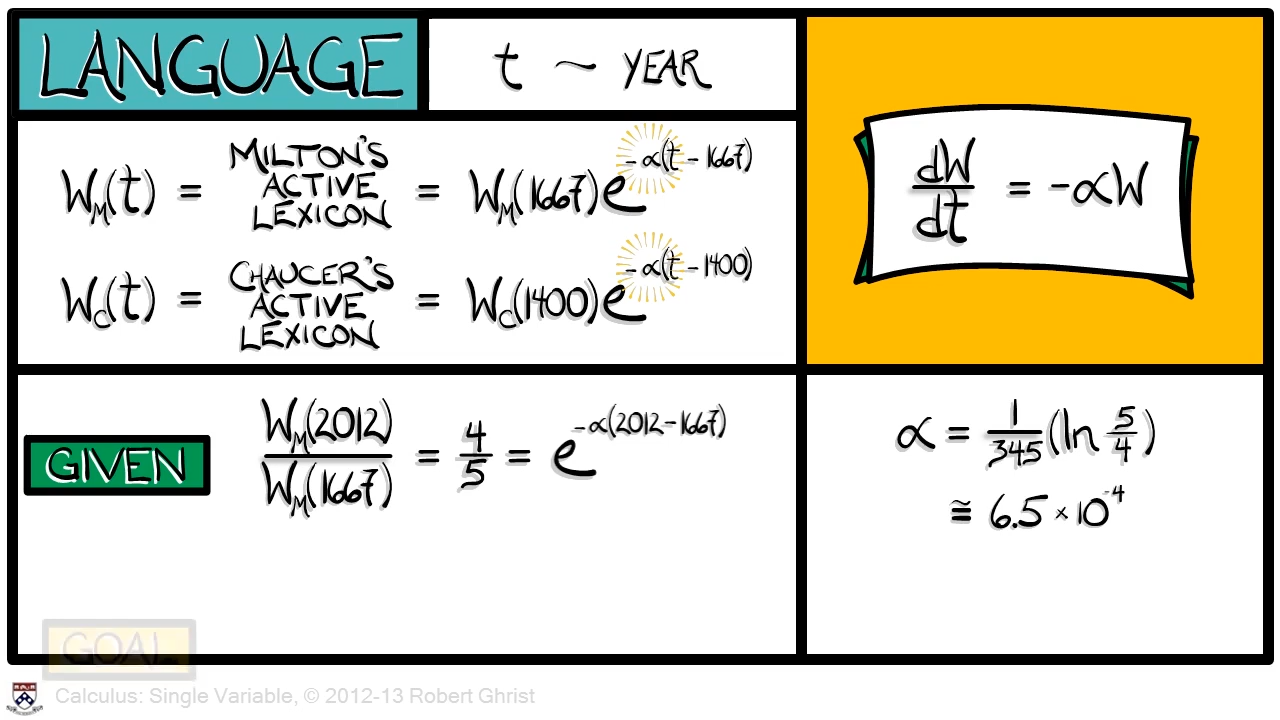 LANGUAGE
t ~ YEAR
W_M(t) = MILTON'S ACTIVE LEXICON = W_M(1667)e^{-α(t-1667)}
W_C(t) = CHAUCER'S ACTIVE LEXICON = W_C(1400)e^{-α(t-1400)}
dW/dt = -αW
GIVEN
W_M(2012)/W_M(1667) = 4/5 = e^{-α(2012-1667)}
α = 1/345 (ln 5/4)
≅ 6.5 × 10^{-4}
GOAL
Calculus: Single Variable, © 2012-13 Robert Ghrist